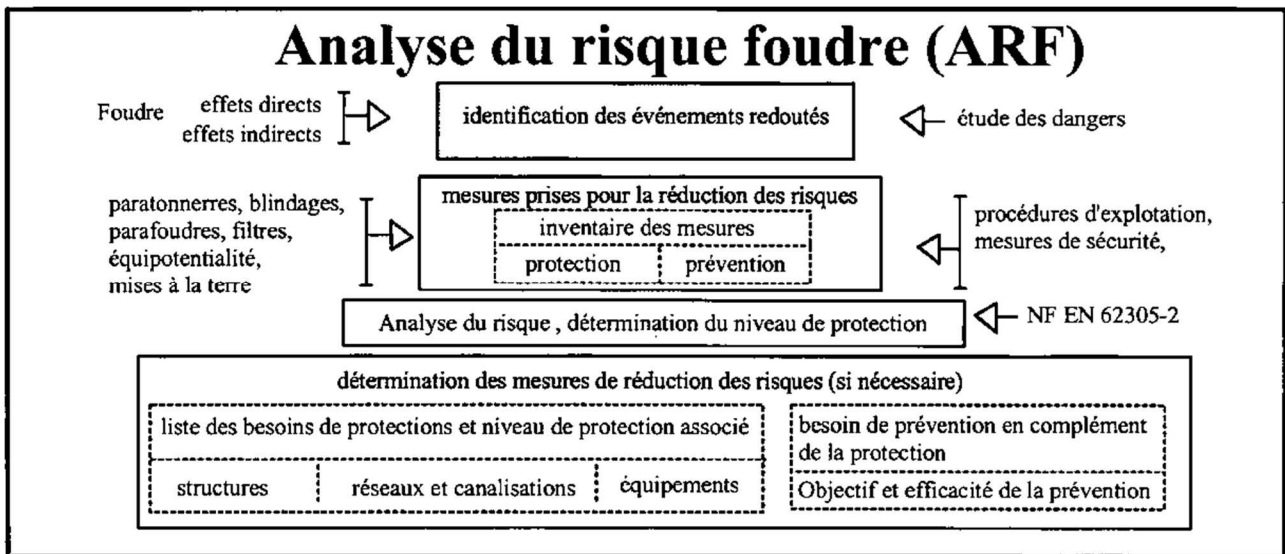 Analyse du risque foudre (ARF)
Foudre
effets directs
effets indirects
identification des événements redoutés
étude des dangers
paratonnerres, blindages,
parafoudres, filtres,
équipotentialité,
mises à la terre
mesures prises pour la réduction des risques
inventaire des mesures
protection
prévention
procédures d'explotation,
mesures de sécurité,
Analyse du risque , détermination du niveau de protection
NF EN 62305-2
détermination des mesures de réduction des risques (si nécessaire)
liste des besoins de protections et niveau de protection associé
structures
réseaux et canalisations
équipements
besoin de prévention en complément
de la protection
Objectif et efficacité de la prévention